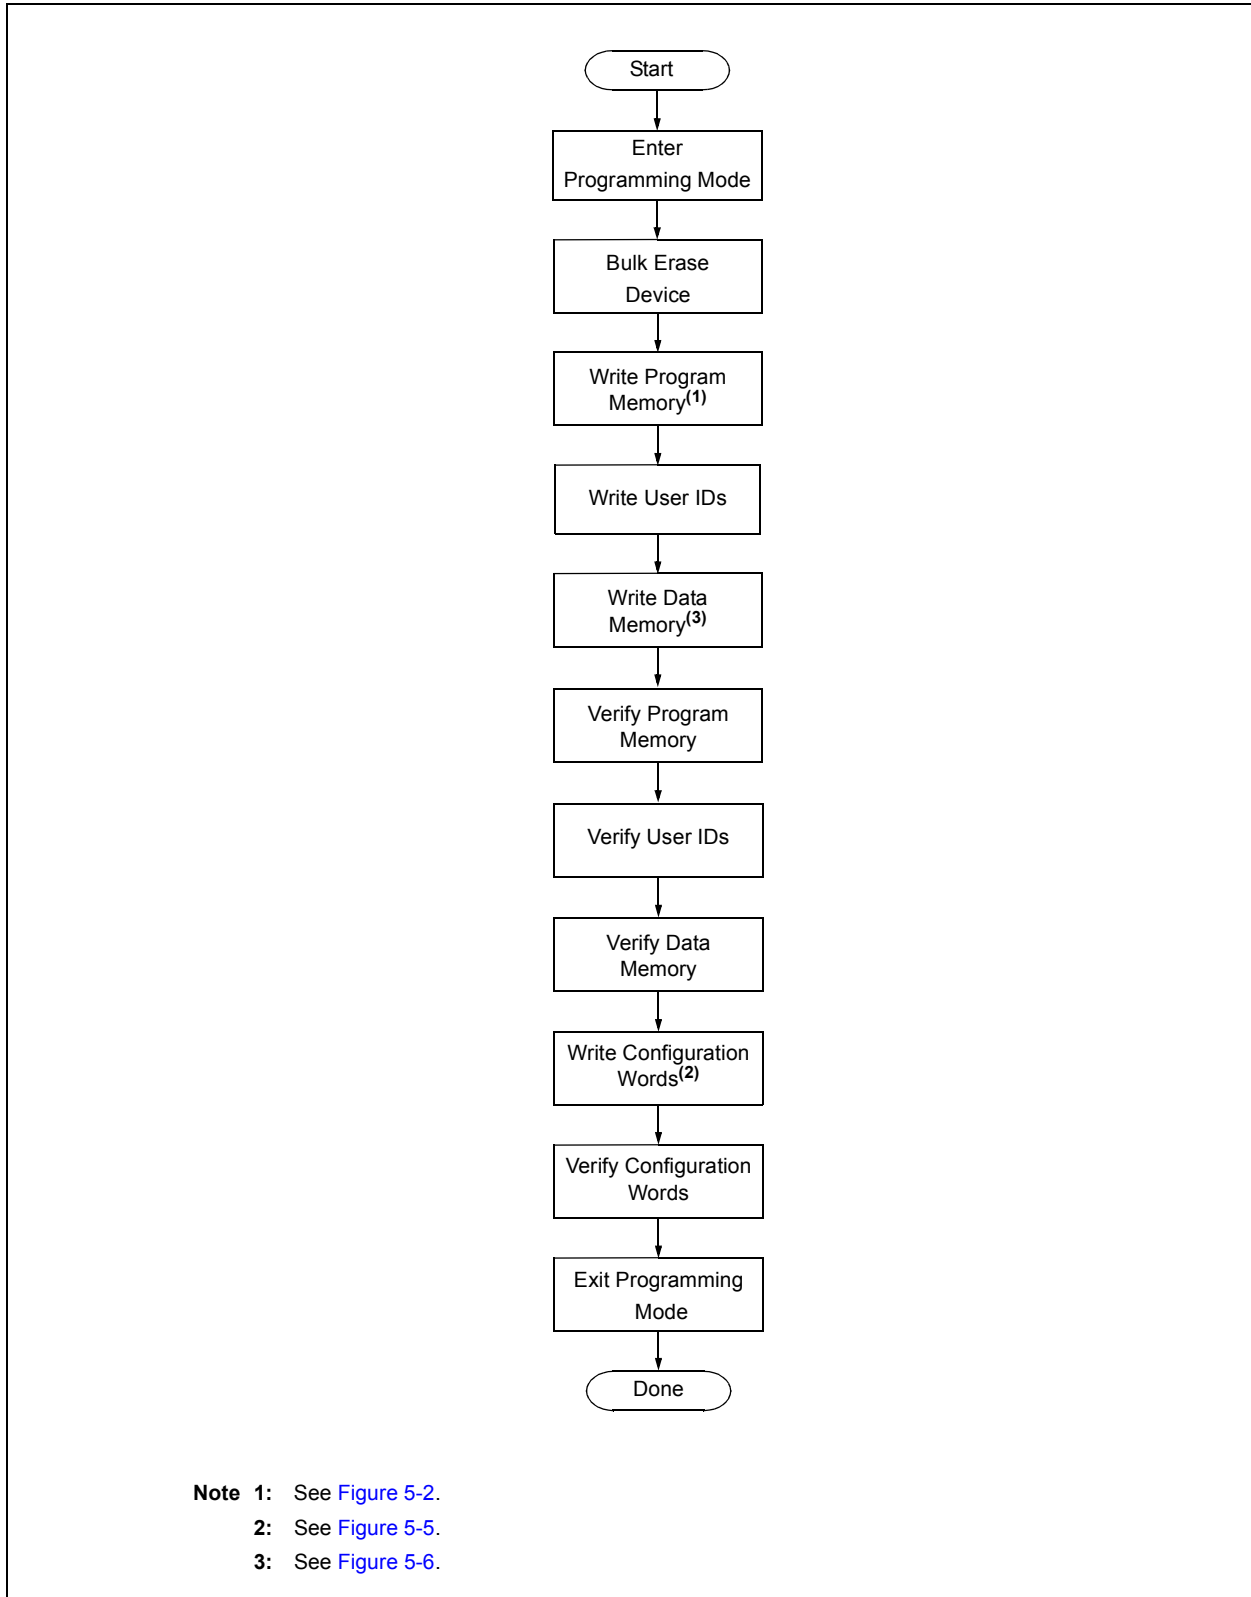 Start
Enter
Programming Mode
Bulk Erase
Device
Write Program
Memory(1)
Write User IDs
Write Data
Memory(3)
Verify Program
Memory
Verify User IDs
Verify Data
Memory
Write Configuration
Words(2)
Verify Configuration
Words
Exit Programming
Mode
Done
Note 1: See Figure 5-2.
2: See Figure 5-5.
3: See Figure 5-6.